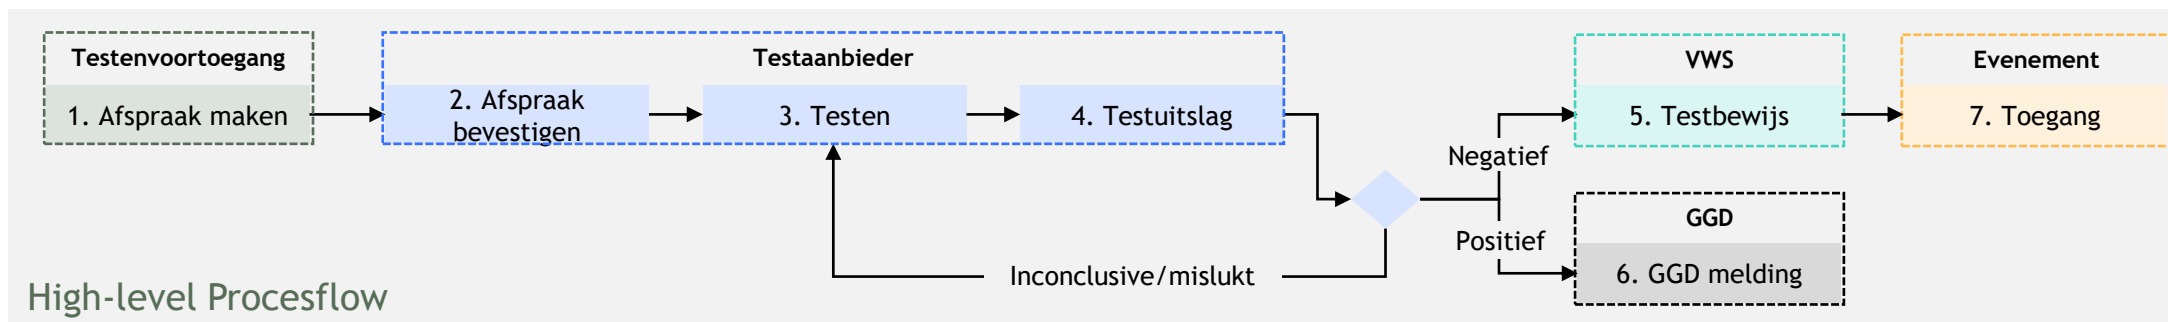 Testenvoortoegang
1. Afspraak maken
Testaanbieder
2. Afspraak
bevestigen
3. Testen
4. Testuitslag
Negatief
Positief
Inconclusive/mislukt
VWS
5. Testbewijs
GGD
6. GGD melding
Evenement
7. Toegang
High-level Procesflow